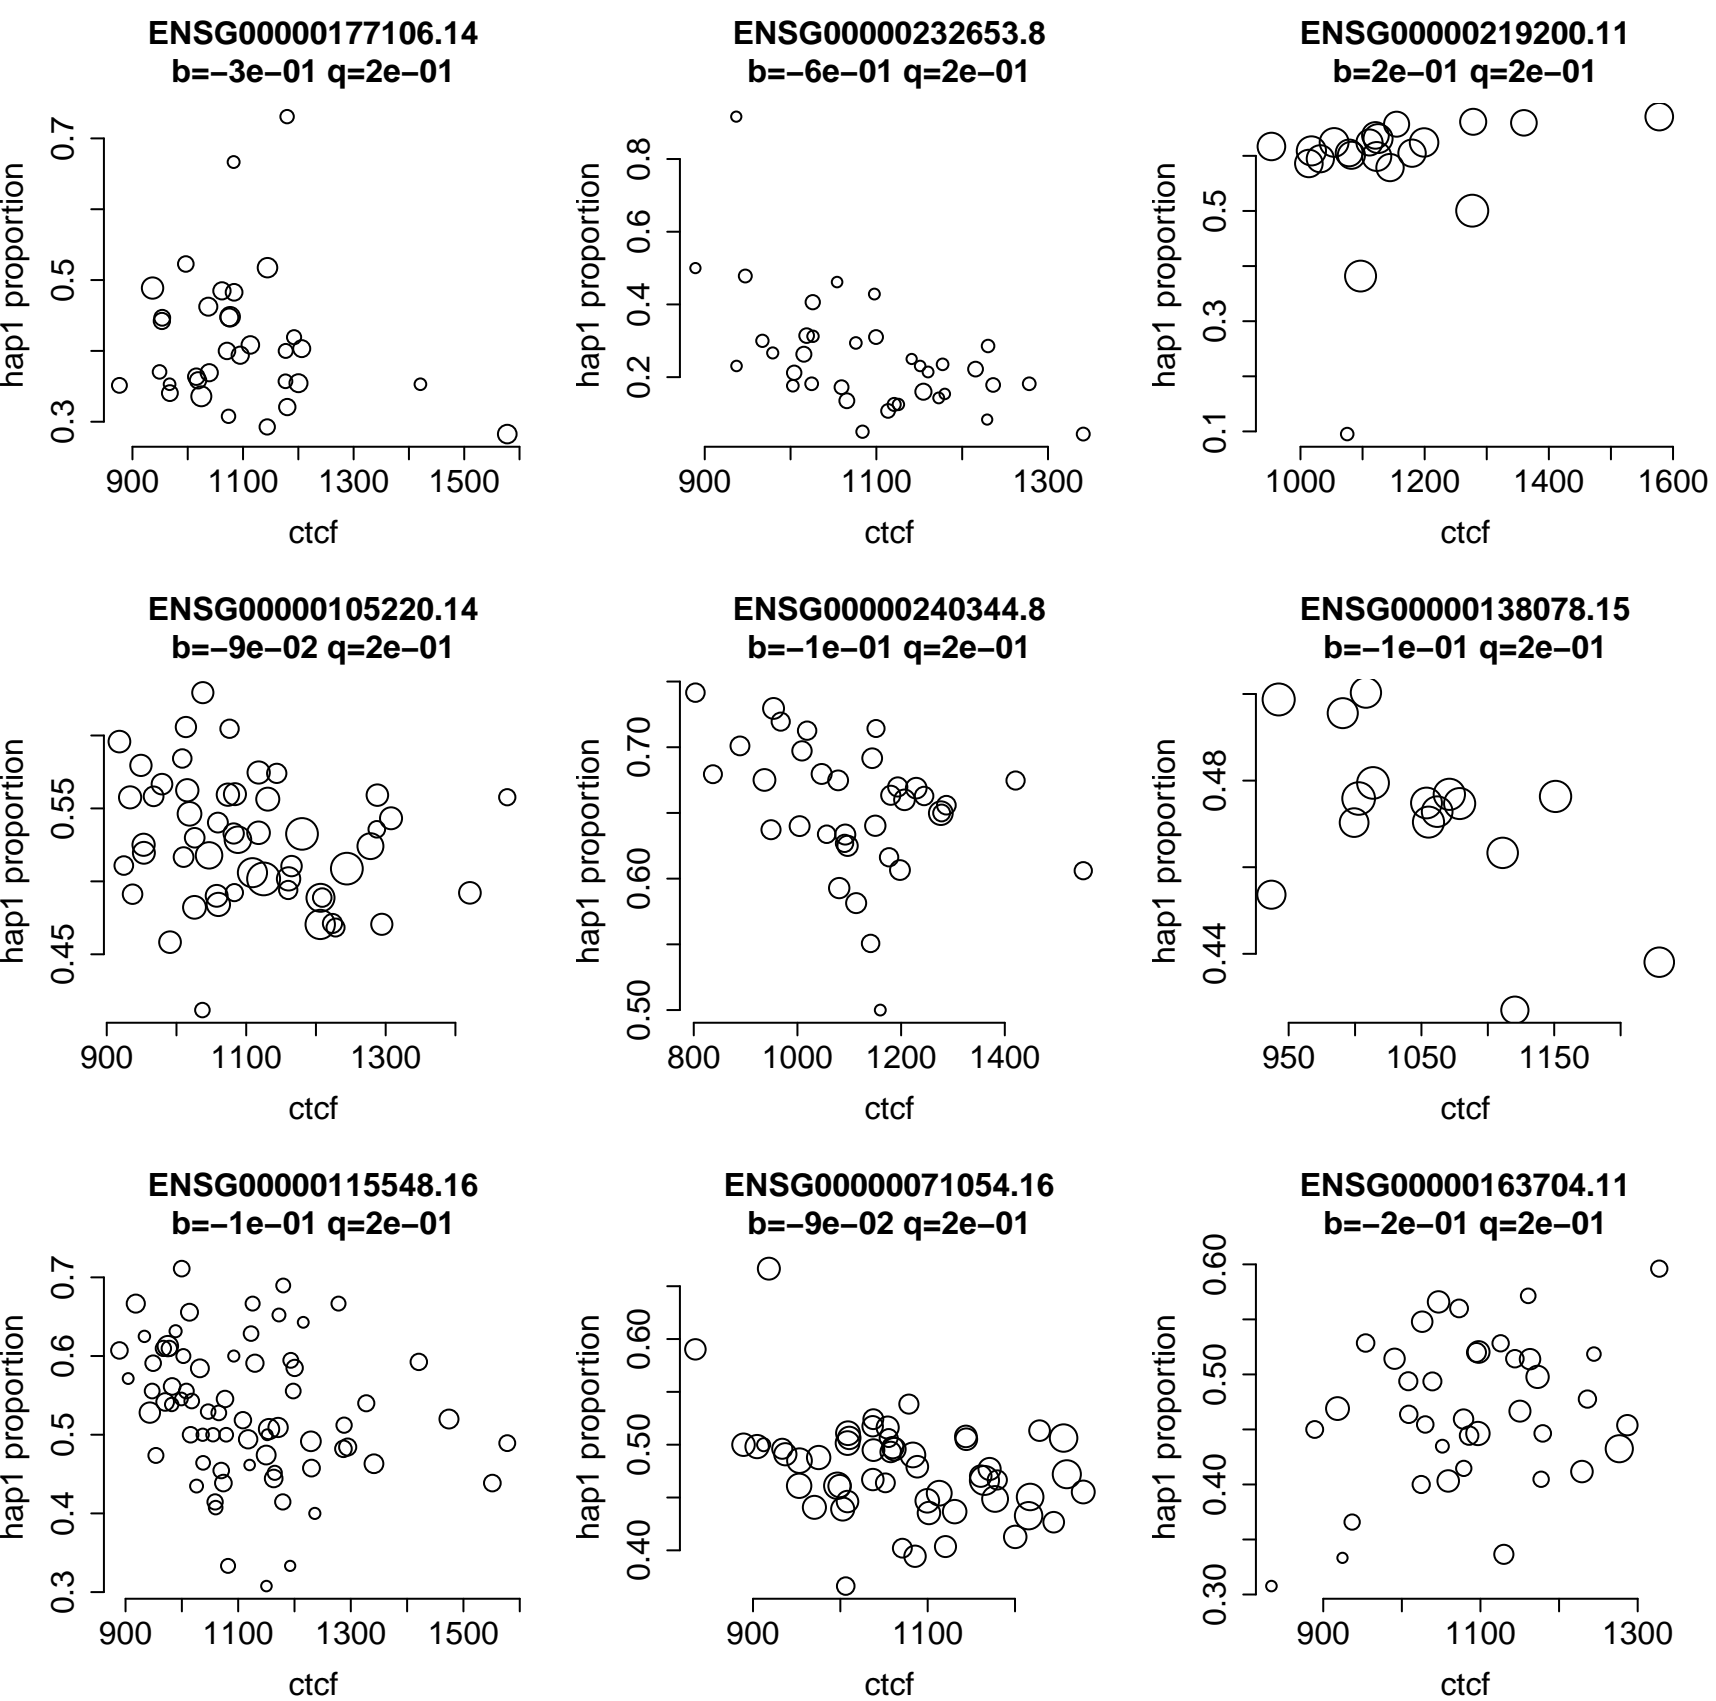 ENSG00000177106.14
b=−3e−01 q=2e−01
hap1 proportion
0.7
0.5
0.3
900 1100 1300 1500
ctcf
ENSG00000232653.8
b=−6e−01 q=2e−01
hap1 proportion
0.8
0.6
0.4
0.2
900 1100 1300
ctcf
ENSG00000219200.11
b=2e−01 q=2e−01
hap1 proportion
0.5
0.3
0.1
1000 1200 1400 1600
ctcf
ENSG00000105220.14
b=−9e−02 q=2e−01
hap1 proportion
0.55
0.45
900 1100 1300
ctcf
ENSG00000240344.8
b=−1e−01 q=2e−01
hap1 proportion
0.70
0.60
0.50
800 1000 1200 1400
ctcf
ENSG00000138078.15
b=−1e−01 q=2e−01
hap1 proportion
0.48
0.44
950 1050 1150
ctcf
ENSG00000115548.16
b=−1e−01 q=2e−01
hap1 proportion
0.7
0.6
0.5
0.4
0.3
900 1100 1300 1500
ctcf
ENSG00000071054.16
b=−9e−02 q=2e−01
hap1 proportion
0.60
0.50
0.40
900 1100
ctcf
ENSG00000163704.11
b=−2e−01 q=2e−01
hap1 proportion
0.60
0.50
0.40
0.30
900 1100 1300
ctcf